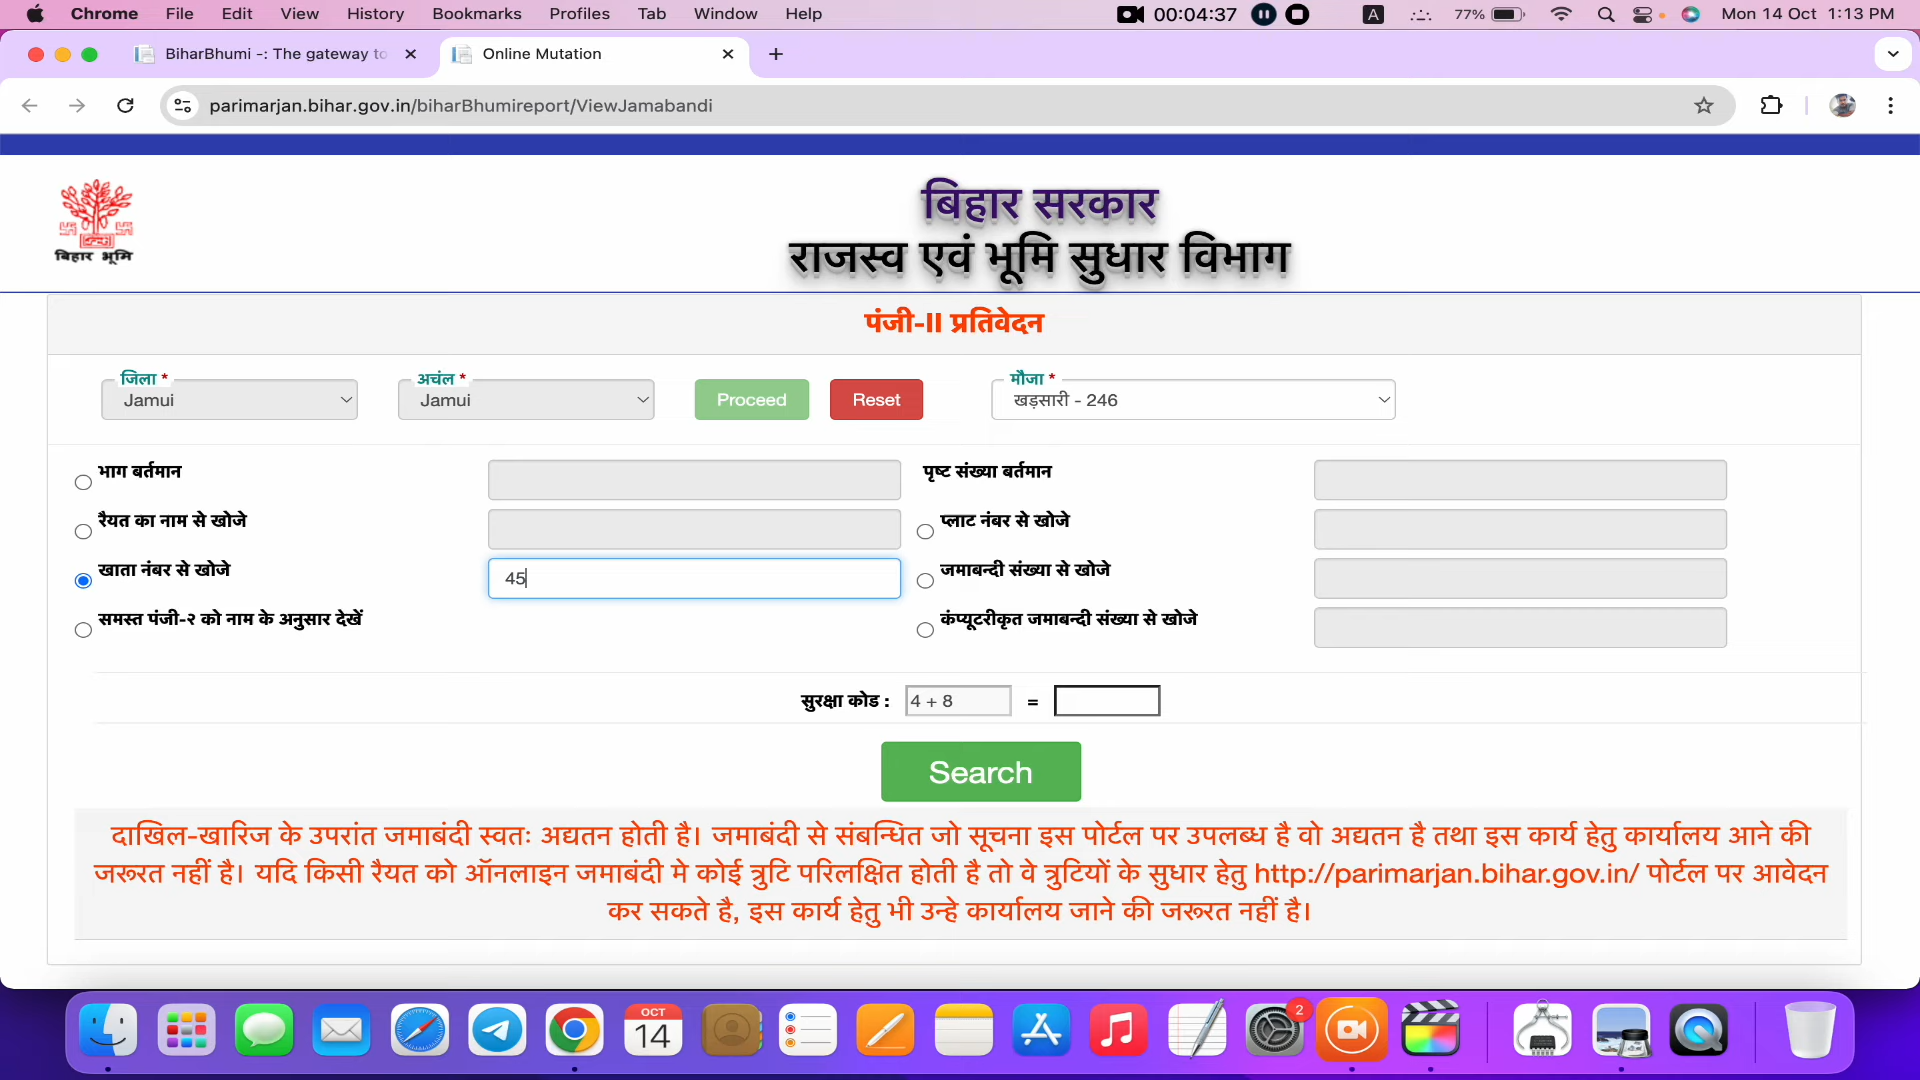 Chrome File Edit View History Bookmarks Profiles Tab Window Help 00:04:37 A 77% Mon 14 Oct 1:13 PM
BiharBhumi -: The gateway to Online Mutation
parimarjan.bihar.gov.in/biharBhumireport/ViewJamabandi
बिहार भूमि
बिहार सरकार
राजस्व एवं भूमि सुधार विभाग
पंजी-II प्रतिवेदन
जिला * अचंल * मौजा *
Jamui Jamui Proceed Reset खड़सारी - 246
भाग बर्तमान पृष्ट संख्या बर्तमान
रैयत का नाम से खोजे प्लाट नंबर से खोजे
खाता नंबर से खोजे 45 जमाबन्दी संख्या से खोजे
समस्त पंजी-२ को नाम के अनुसार देखें कंप्यूटरीकृत जमाबन्दी संख्या से खोजे
सुरक्षा कोड : 4 + 8 =
Search
दाखिल-खारिज के उपरांत जमाबंदी स्वतः अद्यतन होती है। जमाबंदी से संबन्धित जो सूचना इस पोर्टल पर उपलब्ध है वो अद्यतन है तथा इस कार्य हेतु कार्यालय आने की
जरूरत नहीं है। यदि किसी रैयत को ऑनलाइन जमाबंदी मे कोई त्रुटि परिलक्षित होती है तो वे त्रुटियों के सुधार हेतु http://parimarjan.bihar.gov.in/ पोर्टल पर आवेदन
कर सकते है, इस कार्य हेतु भी उन्हे कार्यालय जाने की जरूरत नहीं है।
OCT
14
2